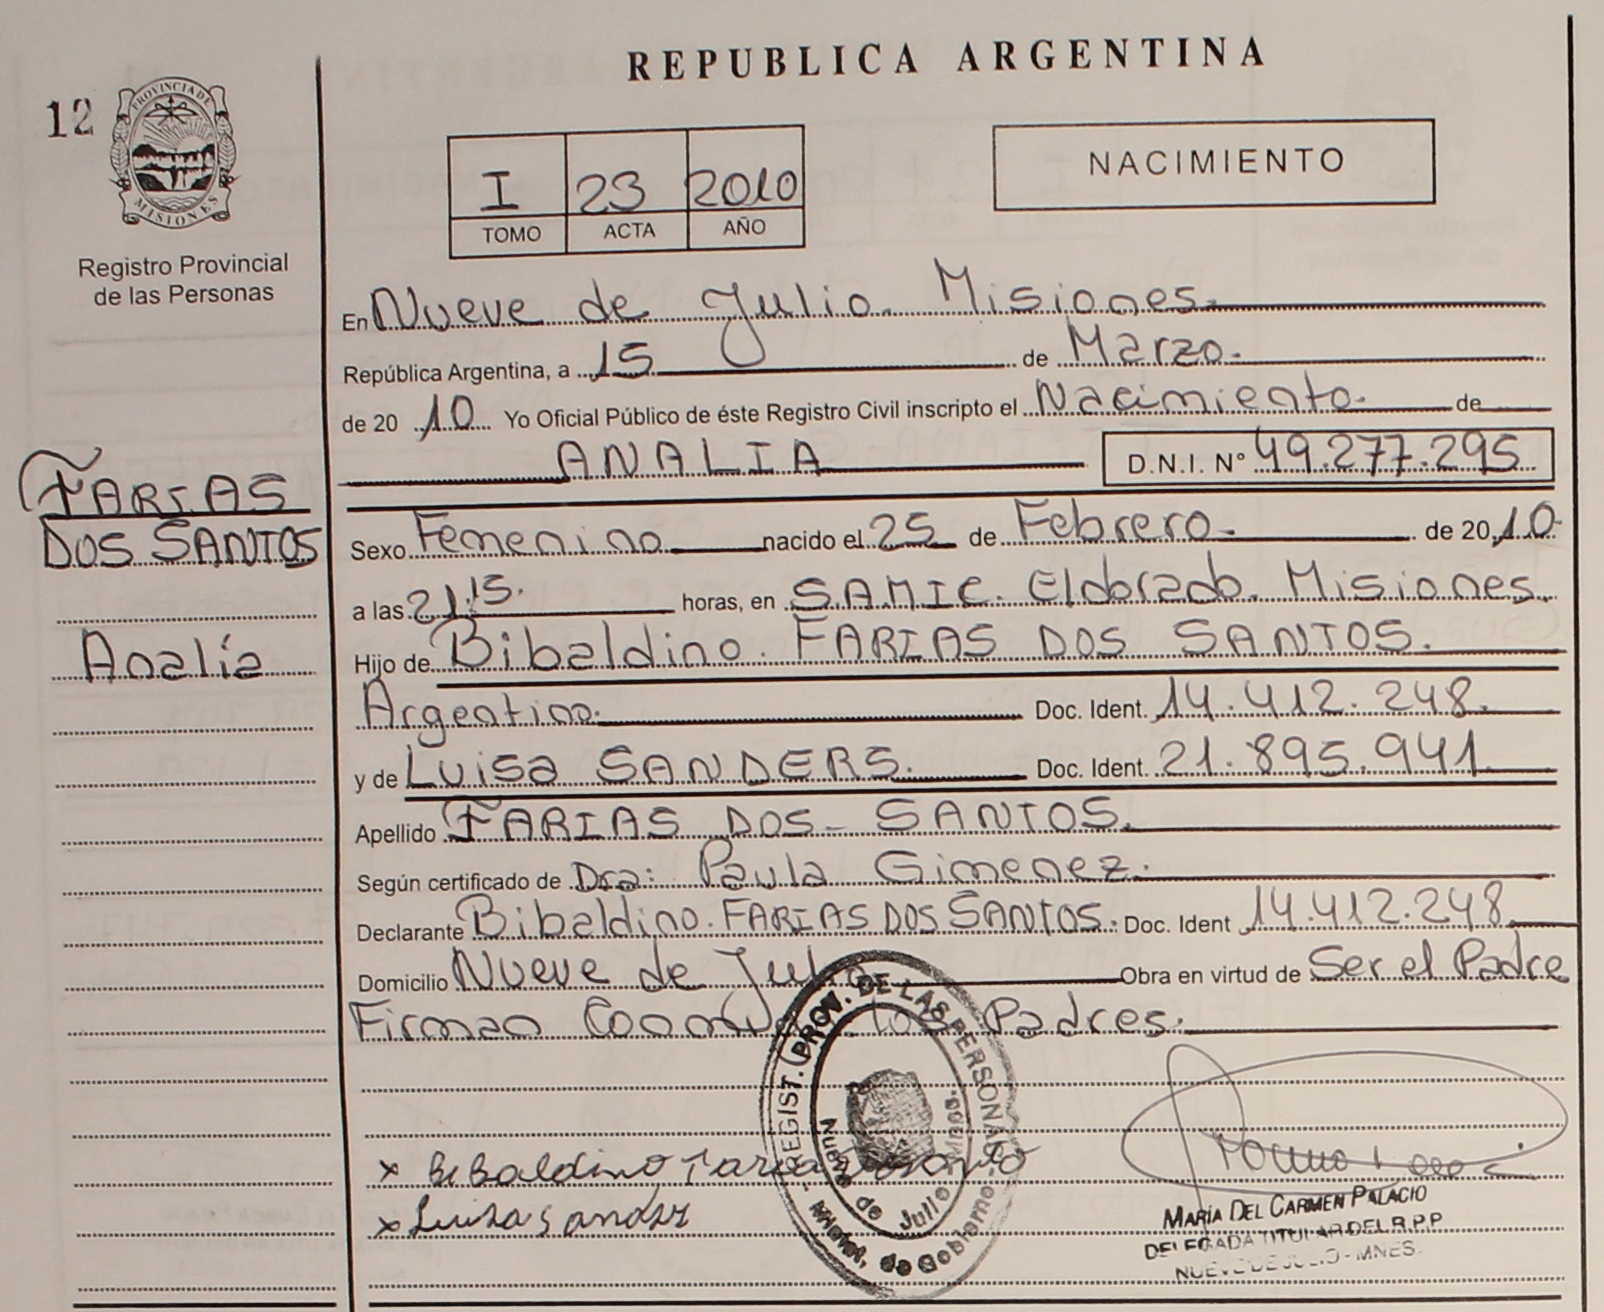 REPUBLICA ARGENTINA
12
PROVINCIA DE
MISIONES
Registro Provincial
de las Personas
I 23 2010
TOMO ACTA AÑO
NACIMIENTO
En Nueve de Julio. Misiones.
República Argentina, a 15 de Marzo.
de 20 10 Yo Oficial Público de éste Registro Civil inscripto el Nacimiento. de
ANALIA D.N.I. N° 49.277.295
FARIAS
DOS SANTOS
Analía
Sexo Femenino nacido el 25 de Febrero. de 20 10.
a las 21.15. horas, en S.A.M.I.C. Eldorado. Misiones.
Hijo de Bibaldino. FARIAS DOS SANTOS.
Argentino. Doc. Ident. 14.412.248.
y de Luisa SANDERS. Doc. Ident. 21.895.941
Apellido FARIAS DOS- SANTOS.
Según certificado de Dra: Paula Gimenez.
Declarante Bibaldino. FARIAS DOS SANTOS. Doc. Ident 14.412.248
Domicilio Nueve de Julio Obra en virtud de Ser el Padre
Firman los Padres.
REGIST. PROV. DE LAS PERSONAS
Nueve de Julio
de Gobierno
x BiBaldino
x Luisa Sander
MARÍA DEL CARMEN PALACIO
DELEGADA TITULAR DEL R.P.P
NUEVE DE JULIO - MNES.